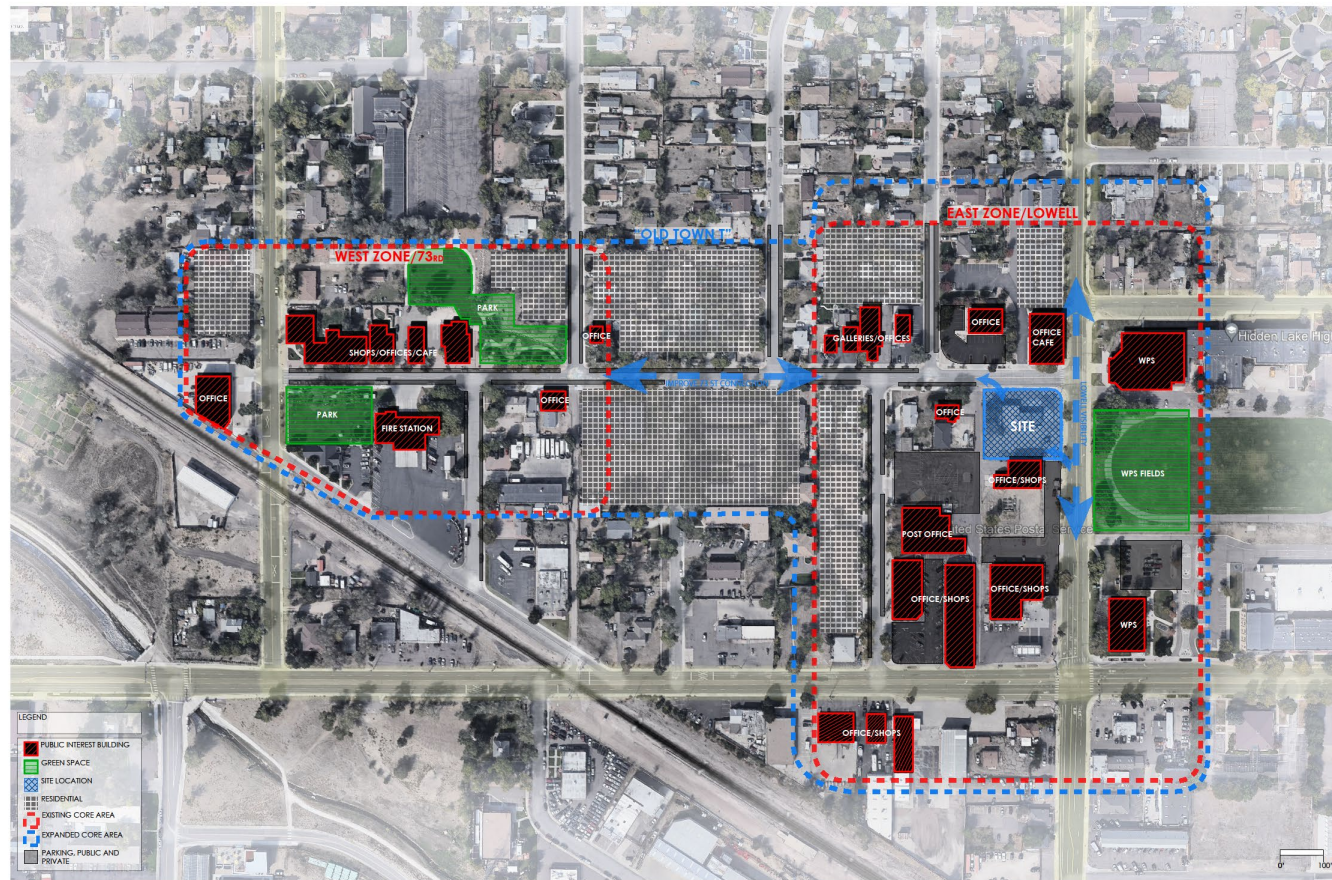 "OLD TOWN T"
EAST ZONE/LOWELL
WEST ZONE/73RD
PARK
SHOPS/OFFICES/CAFE
OFFICE
GALLERIES/OFFICES
OFFICE
OFFICE
CAFE
WPS
Hidden Lake Hig
OFFICE
PARK
FIRE STATION
OFFICE
OFFICE
SITE
LOWELL VISIBILITY
WPS FIELDS
OFFICE/SHOPS
POST OFFICE
ited States Postal Service
OFFICE/SHOPS
OFFICE/SHOPS
WPS
OFFICE/SHOPS
LEGEND
PUBLIC INTEREST BUILDING
GREEN SPACE
SITE LOCATION
RESIDENTIAL
EXISTING CORE AREA
EXPANDED CORE AREA
PARKING, PUBLIC AND
PRIVATE
0'
100'